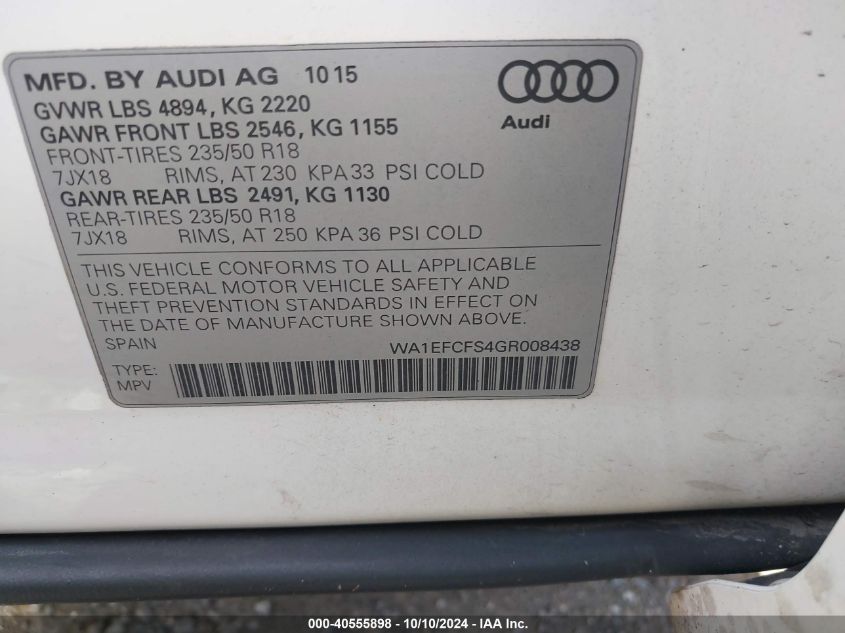 MFD. BY AUDI AG 10 15
Audi
GVWR LBS 4894, KG 2220
GAWR FRONT LBS 2546, KG 1155
FRONT-TIRES 235/50 R18
7JX18 RIMS, AT 230 KPA 33 PSI COLD
GAWR REAR LBS 2491, KG 1130
REAR-TIRES 235/50 R18
7JX18 RIMS, AT 250 KPA 36 PSI COLD
THIS VEHICLE CONFORMS TO ALL APPLICABLE
U.S. FEDERAL MOTOR VEHICLE SAFETY AND
THEFT PREVENTION STANDARDS IN EFFECT ON
THE DATE OF MANUFACTURE SHOWN ABOVE.
SPAIN WA1EFCFS4GR008438
TYPE:
MPV
000-40555898 - 10/10/2024 - WWW.IAAI.COM